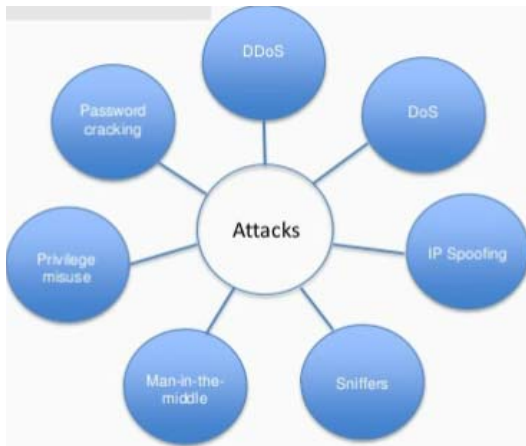 DDoS
DoS
IP Spoofing
Sniffers
Man-in-the-
middle
Privilege
misuse
Password
cracking
Attacks